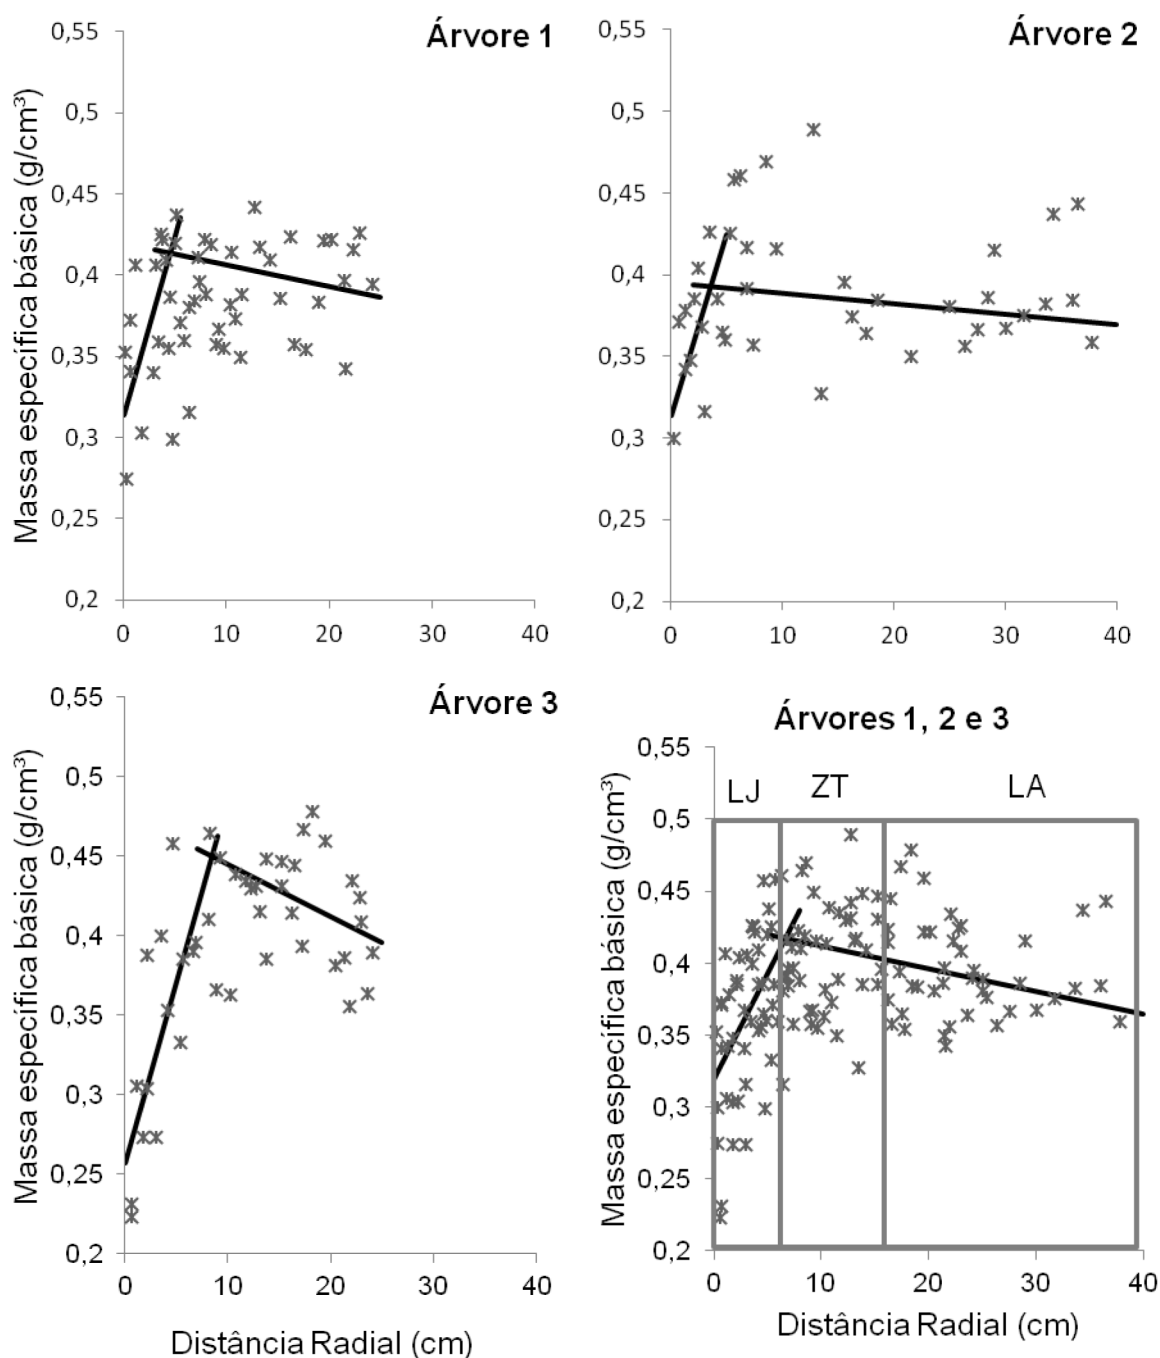 Árvore 1
Massa específica básica (g/cm³)
0,55
0,5
0,45
0,4
0,35
0,3
0,25
0,2
0 10 20 30 40
Árvore 2
0,55
0,5
0,45
0,4
0,35
0,3
0,25
0,2
0 10 20 30 40
Árvore 3
Massa específica básica (g/cm³)
0,55
0,5
0,45
0,4
0,35
0,3
0,25
0,2
0 10 20 30 40
Distância Radial (cm)
Árvores 1, 2 e 3
Massa específica básica (g/cm³)
0,55
LJ ZT LA
0,5
0,45
0,4
0,35
0,3
0,25
0,2
0 10 20 30 40
Distância Radial (cm)